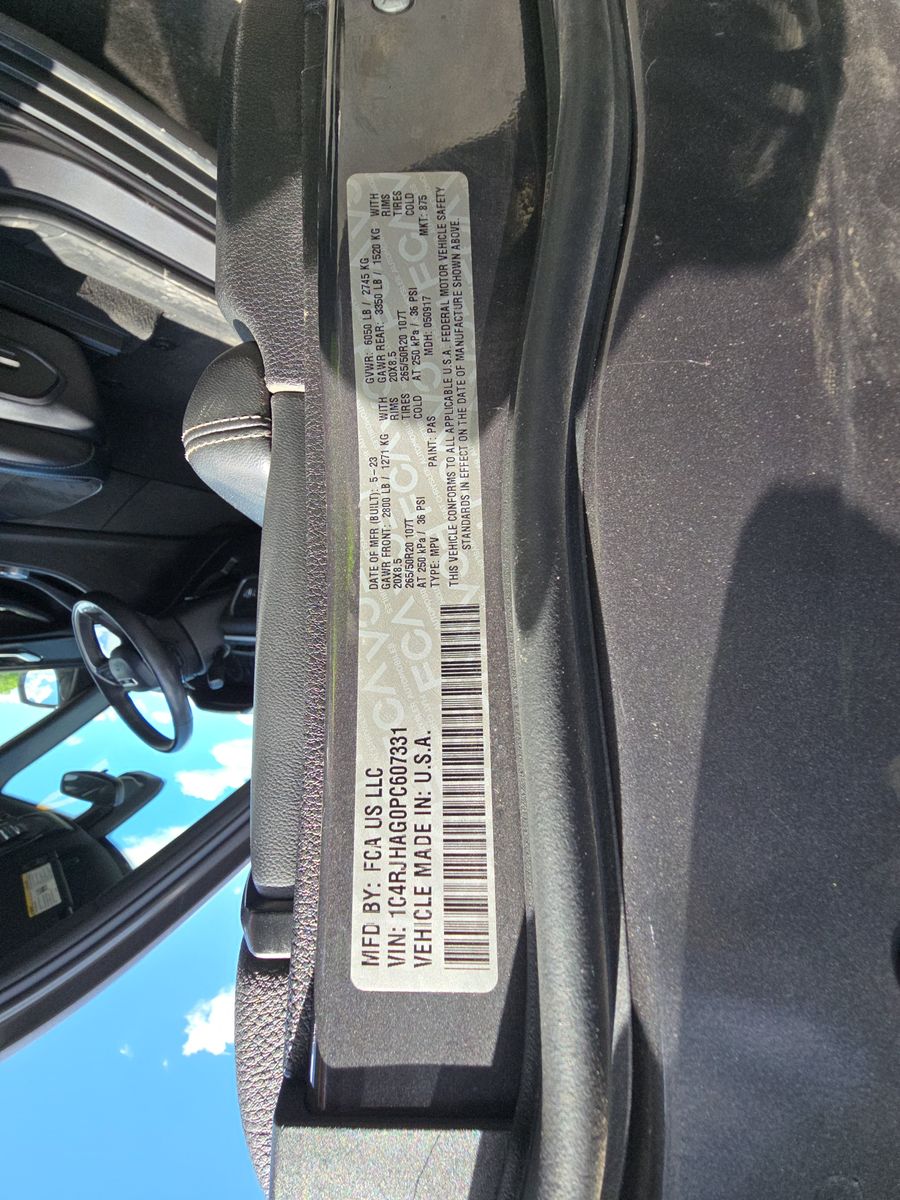 MFD BY: FCA US LLC
VIN: 1C4RJHAG0PC607331
VEHICLE MADE IN: U.S.A.
DATE OF MFR (BUILT): 5-23 GVWR: 6050 LB / 2745 KG
GAWR FRONT: 2800 LB / 1271 KG WITH GAWR REAR: 3350 LB / 1520 KG WITH
20X8.5 RIMS 20X8.5 RIMS
265/50R20 107T TIRES 265/50R20 107T TIRES
AT 250 kPa / 36 PSI COLD AT 250 kPa / 36 PSI COLD
TYPE: MPV PAINT: PAS MDH: 050917 MKT: 875
THIS VEHICLE CONFORMS TO ALL APPLICABLE U.S.A. FEDERAL MOTOR VEHICLE SAFETY
STANDARDS IN EFFECT ON THE DATE OF MANUFACTURE SHOWN ABOVE.